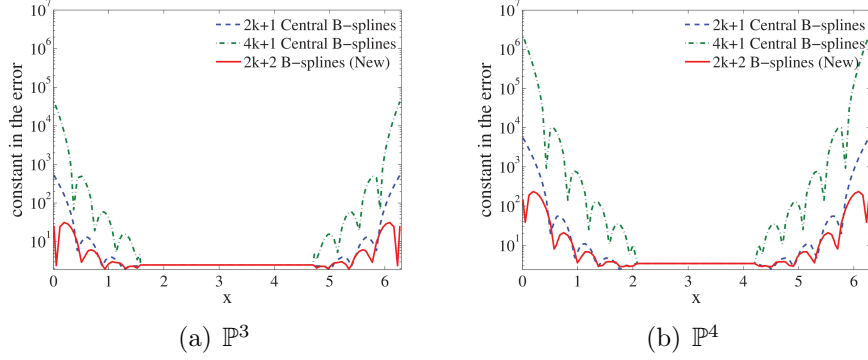 10^7
10^6
10^5
10^4
10^3
10^2
10^1
constant in the error
2k+1 Central B−splines
4k+1 Central B−splines
2k+2 B−splines (New)
0 1 2 3 4 5 6
x
(a) ℙ^3
10^7
10^6
10^5
10^4
10^3
10^2
10^1
constant in the error
2k+1 Central B−splines
4k+1 Central B−splines
2k+2 B−splines (New)
0 1 2 3 4 5 6
x
(b) ℙ^4